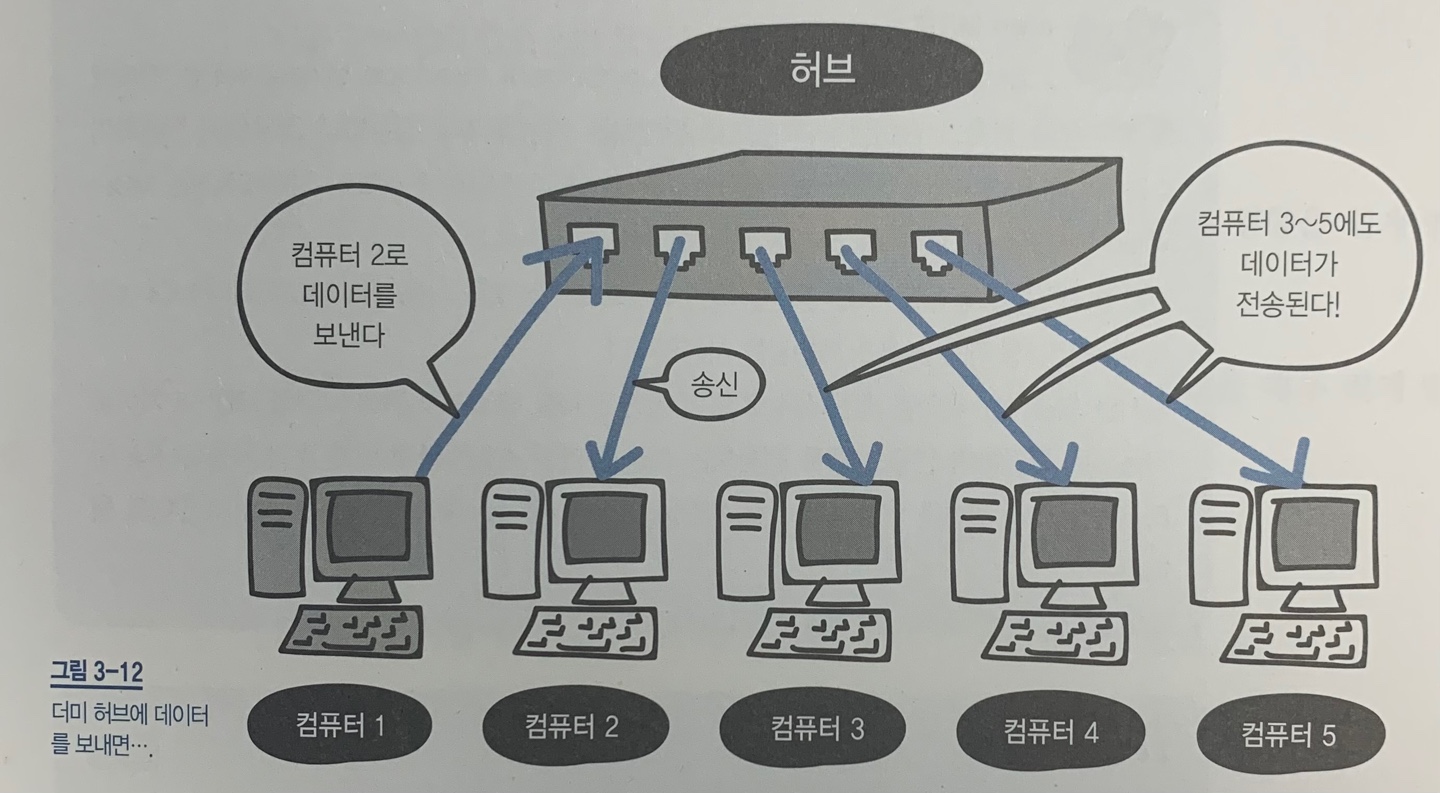 허브
컴퓨터 2로
데이터를
보낸다
컴퓨터 3~5에도
데이터가
전송된다!
송신
그림 3-12
더미 허브에 데이터
를 보내면….
컴퓨터 1
컴퓨터 2
컴퓨터 3
컴퓨터 4
컴퓨터 5